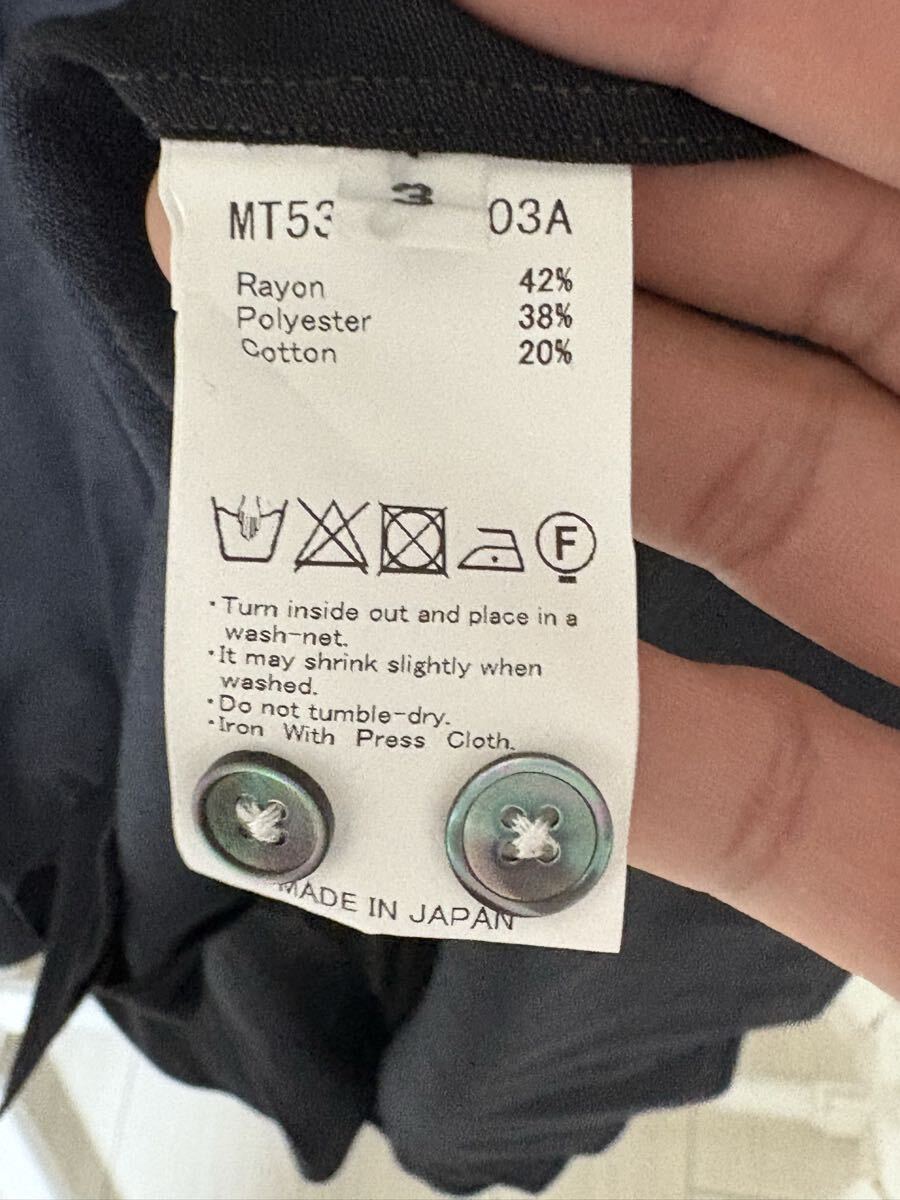 3
MT53 03A
Rayon 42%
Polyester 38%
Cotton 20%
F
・Turn inside out and place in a
wash-net.
・It may shrink slightly when
washed.
・Do not tumble-dry.
・Iron With Press Cloth.
MADE IN JAPAN